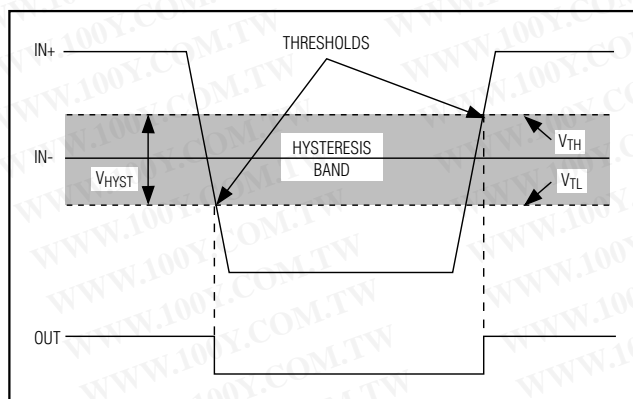 IN+
THRESHOLDS
IN-
HYSTERESIS
BAND
VTH
VHYST
VTL
OUT
WWW.100Y.COM.TW